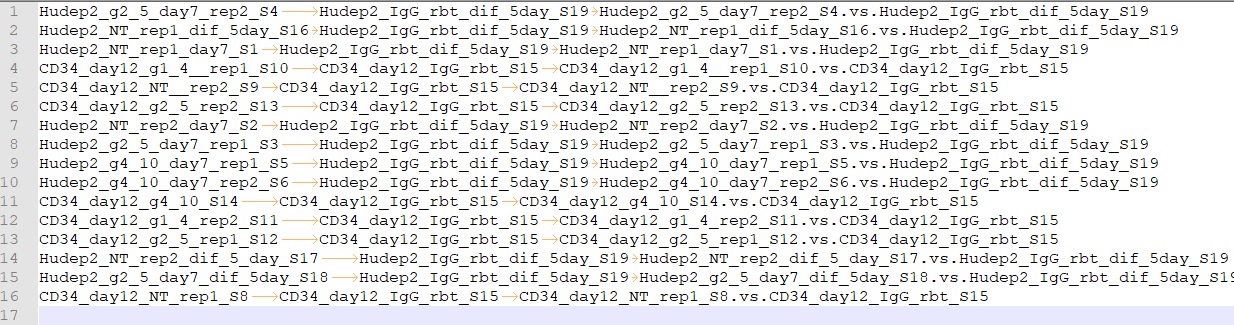 1 Hudep2_g2_5_day7_rep2_S4 Hudep2_IgG_rbt_dif_5day_S19 Hudep2_g2_5_day7_rep2_S4.vs.Hudep2_IgG_rbt_dif_5day_S19
2 Hudep2_NT_rep1_dif_5day_S16 Hudep2_IgG_rbt_dif_5day_S19 Hudep2_NT_rep1_dif_5day_S16.vs.Hudep2_IgG_rbt_dif_5day_S19
3 Hudep2_NT_rep1_day7_S1 Hudep2_IgG_rbt_dif_5day_S19 Hudep2_NT_rep1_day7_S1.vs.Hudep2_IgG_rbt_dif_5day_S19
4 CD34_day12_g1_4__rep1_S10 CD34_day12_IgG_rbt_S15 CD34_day12_g1_4__rep1_S10.vs.CD34_day12_IgG_rbt_S15
5 CD34_day12_NT__rep2_S9 CD34_day12_IgG_rbt_S15 CD34_day12_NT__rep2_S9.vs.CD34_day12_IgG_rbt_S15
6 CD34_day12_g2_5_rep2_S13 CD34_day12_IgG_rbt_S15 CD34_day12_g2_5_rep2_S13.vs.CD34_day12_IgG_rbt_S15
7 Hudep2_NT_rep2_day7_S2 Hudep2_IgG_rbt_dif_5day_S19 Hudep2_NT_rep2_day7_S2.vs.Hudep2_IgG_rbt_dif_5day_S19
8 Hudep2_g2_5_day7_rep1_S3 Hudep2_IgG_rbt_dif_5day_S19 Hudep2_g2_5_day7_rep1_S3.vs.Hudep2_IgG_rbt_dif_5day_S19
9 Hudep2_g4_10_day7_rep1_S5 Hudep2_IgG_rbt_dif_5day_S19 Hudep2_g4_10_day7_rep1_S5.vs.Hudep2_IgG_rbt_dif_5day_S19
10 Hudep2_g4_10_day7_rep2_S6 Hudep2_IgG_rbt_dif_5day_S19 Hudep2_g4_10_day7_rep2_S6.vs.Hudep2_IgG_rbt_dif_5day_S19
11 CD34_day12_g4_10_S14 CD34_day12_IgG_rbt_S15 CD34_day12_g4_10_S14.vs.CD34_day12_IgG_rbt_S15
12 CD34_day12_g1_4_rep2_S11 CD34_day12_IgG_rbt_S15 CD34_day12_g1_4_rep2_S11.vs.CD34_day12_IgG_rbt_S15
13 CD34_day12_g2_5_rep1_S12 CD34_day12_IgG_rbt_S15 CD34_day12_g2_5_rep1_S12.vs.CD34_day12_IgG_rbt_S15
14 Hudep2_NT_rep2_dif_5_day_S17 Hudep2_IgG_rbt_dif_5day_S19 Hudep2_NT_rep2_dif_5_day_S17.vs.Hudep2_IgG_rbt_dif_5day_S19
15 Hudep2_g2_5_day7_dif_5day_S18 Hudep2_IgG_rbt_dif_5day_S19 Hudep2_g2_5_day7_dif_5day_S18.vs.Hudep2_IgG_rbt_dif_5day_S19
16 CD34_day12_NT_rep1_S8 CD34_day12_IgG_rbt_S15 CD34_day12_NT_rep1_S8.vs.CD34_day12_IgG_rbt_S15
17